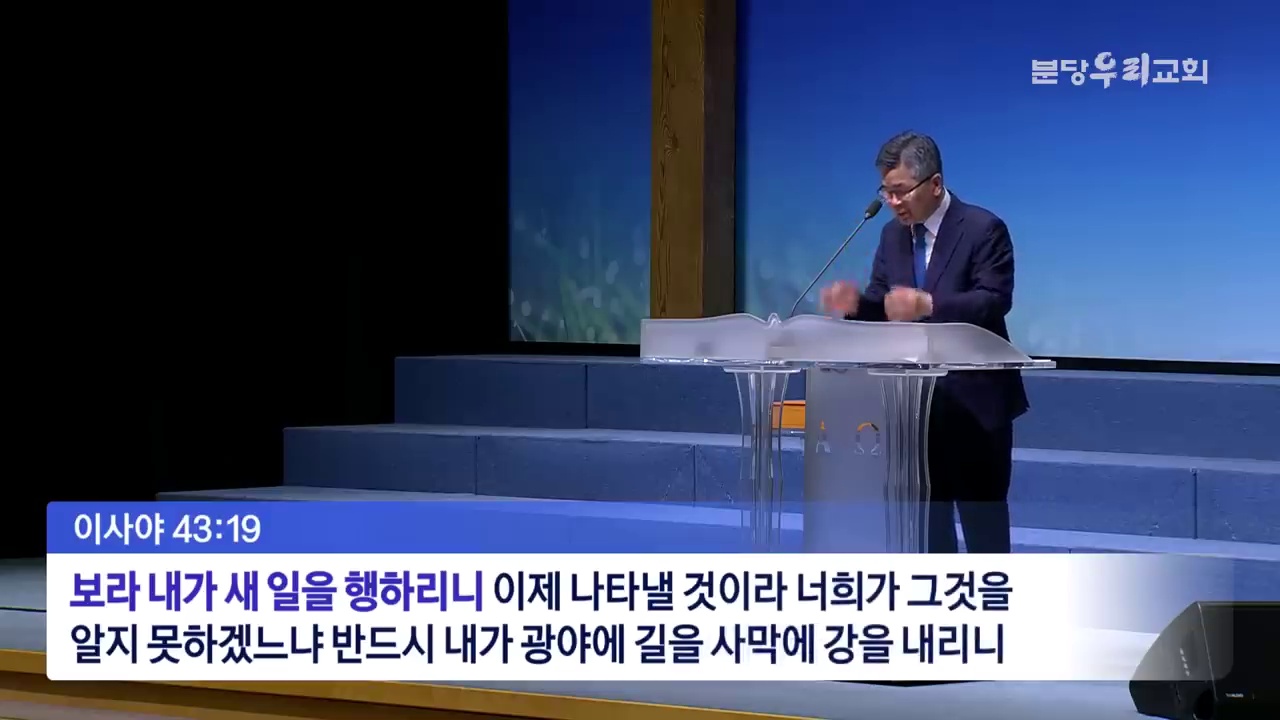 분당우리교회
Α Ω
이사야 43:19
보라 내가 새 일을 행하리니 이제 나타낼 것이라 너희가 그것을
알지 못하겠느냐 반드시 내가 광야에 길을 사막에 강을 내리니